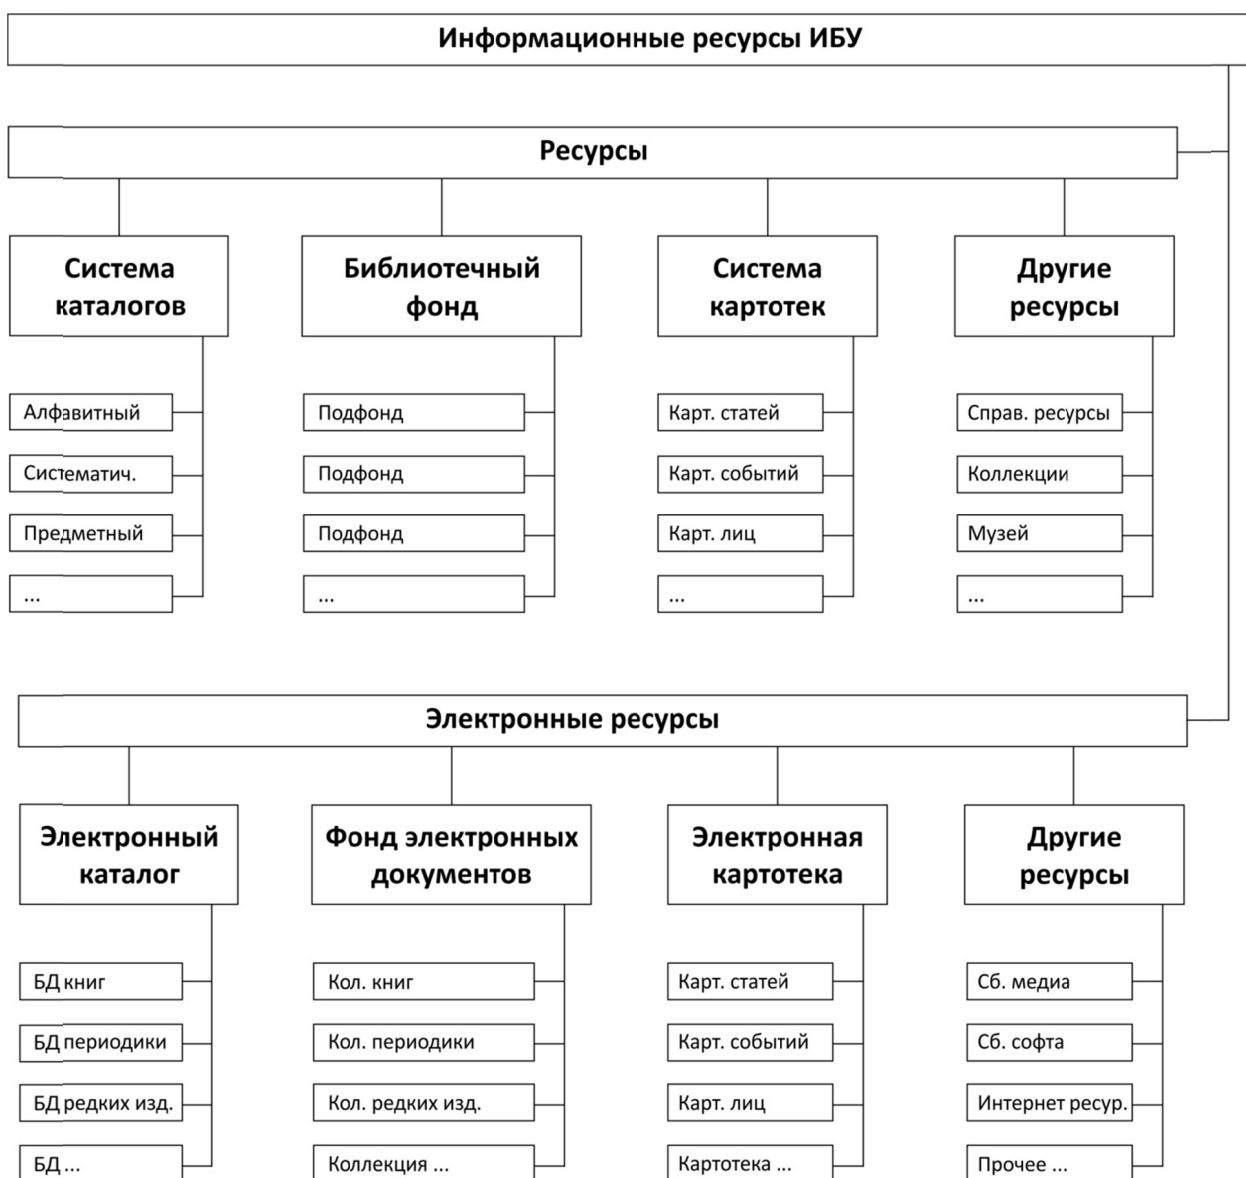 Информационные ресурсы ИБУ
Ресурсы
Система
каталогов
Алфавитный
Систематич.
Предметный
...
Библиотечный
фонд
Подфонд
Подфонд
Подфонд
...
Система
картотек
Карт. статей
Карт. событий
Карт. лиц
...
Другие
ресурсы
Справ. ресурсы
Коллекции
Музей
...
Электронные ресурсы
Электронный
каталог
БД книг
БД периодики
БД редких изд.
БД ...
Фонд электронных
документов
Кол. книг
Кол. периодики
Кол. редких изд.
Коллекция ...
Электронная
картотека
Карт. статей
Карт. событий
Карт. лиц
Картотека ...
Другие
ресурсы
Сб. медиа
Сб. софта
Интернет ресур.
Прочее ...